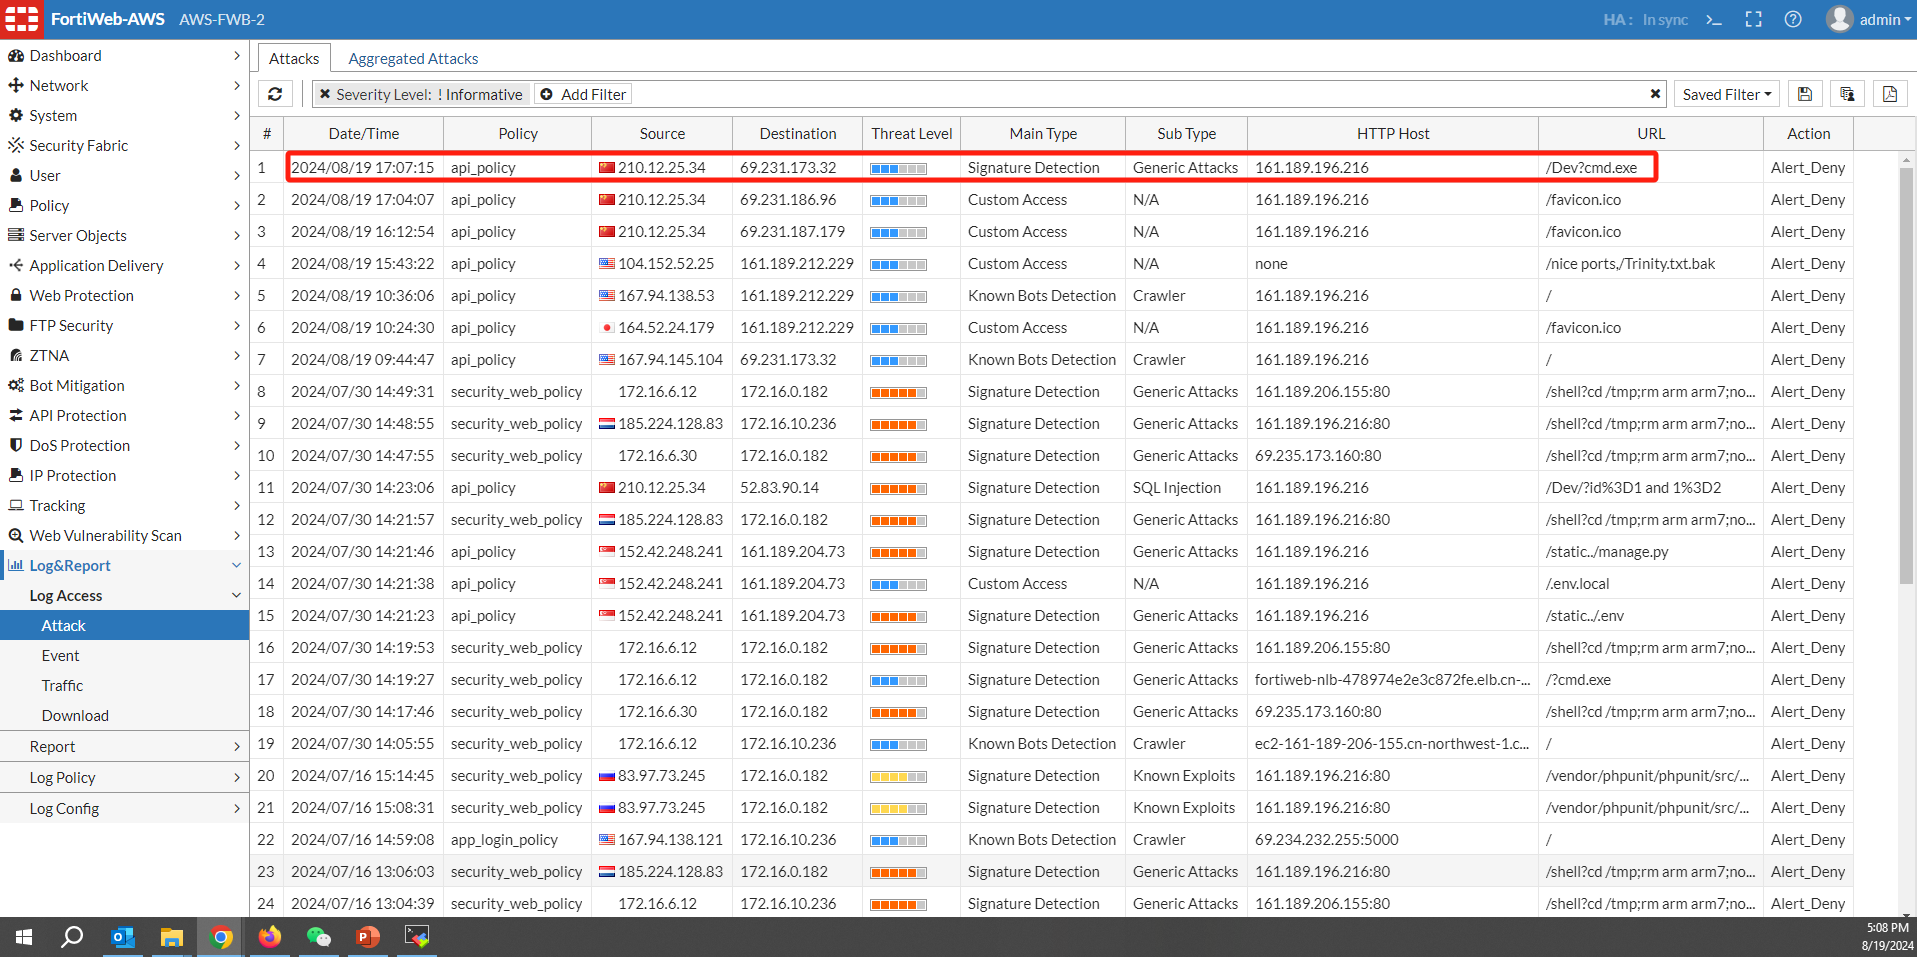 FortiWeb-AWS AWS-FWB-2 HA : In sync admin
Dashboard
Network
System
Security Fabric
User
Policy
Server Objects
Application Delivery
Web Protection
FTP Security
ZTNA
Bot Mitigation
API Protection
DoS Protection
IP Protection
Tracking
Web Vulnerability Scan
Log&Report
Log Access
Attack
Event
Traffic
Download
Report
Log Policy
Log Config
Attacks Aggregated Attacks
Severity Level: ! Informative Add Filter Saved Filter
# Date/Time Policy Source Destination Threat Level Main Type Sub Type HTTP Host URL Action
1 2024/08/19 17:07:15 api_policy 210.12.25.34 69.231.173.32 Signature Detection Generic Attacks 161.189.196.216 /Dev?cmd.exe Alert_Deny
2 2024/08/19 17:04:07 api_policy 210.12.25.34 69.231.186.96 Custom Access N/A 161.189.196.216 /favicon.ico Alert_Deny
3 2024/08/19 16:12:54 api_policy 210.12.25.34 69.231.187.179 Custom Access N/A 161.189.196.216 /favicon.ico Alert_Deny
4 2024/08/19 15:43:22 api_policy 104.152.52.25 161.189.212.229 Custom Access N/A none /nice ports,/Trinity.txt.bak Alert_Deny
5 2024/08/19 10:36:06 api_policy 167.94.138.53 161.189.212.229 Known Bots Detection Crawler 161.189.196.216 / Alert_Deny
6 2024/08/19 10:24:30 api_policy 164.52.24.179 161.189.212.229 Custom Access N/A 161.189.196.216 /favicon.ico Alert_Deny
7 2024/08/19 09:44:47 api_policy 167.94.145.104 69.231.173.32 Known Bots Detection Crawler 161.189.196.216 / Alert_Deny
8 2024/07/30 14:49:31 security_web_policy 172.16.6.12 172.16.0.182 Signature Detection Generic Attacks 161.189.206.155:80 /shell?cd /tmp;rm arm arm7;no... Alert_Deny
9 2024/07/30 14:48:55 security_web_policy 185.224.128.83 172.16.10.236 Signature Detection Generic Attacks 161.189.196.216:80 /shell?cd /tmp;rm arm arm7;no... Alert_Deny
10 2024/07/30 14:47:55 security_web_policy 172.16.6.30 172.16.0.182 Signature Detection Generic Attacks 69.235.173.160:80 /shell?cd /tmp;rm arm arm7;no... Alert_Deny
11 2024/07/30 14:23:06 api_policy 210.12.25.34 52.83.90.14 Signature Detection SQL Injection 161.189.196.216 /Dev/?id%3D1 and 1%3D2 Alert_Deny
12 2024/07/30 14:21:57 security_web_policy 185.224.128.83 172.16.0.182 Signature Detection Generic Attacks 161.189.196.216:80 /shell?cd /tmp;rm arm arm7;no... Alert_Deny
13 2024/07/30 14:21:46 api_policy 152.42.248.241 161.189.204.73 Signature Detection Generic Attacks 161.189.196.216 /static../manage.py Alert_Deny
14 2024/07/30 14:21:38 api_policy 152.42.248.241 161.189.204.73 Custom Access N/A 161.189.196.216 /.env.local Alert_Deny
15 2024/07/30 14:21:23 api_policy 152.42.248.241 161.189.204.73 Signature Detection Generic Attacks 161.189.196.216 /static../.env Alert_Deny
16 2024/07/30 14:19:53 security_web_policy 172.16.6.12 172.16.0.182 Signature Detection Generic Attacks 161.189.206.155:80 /shell?cd /tmp;rm arm arm7;no... Alert_Deny
17 2024/07/30 14:19:27 security_web_policy 172.16.6.12 172.16.0.182 Signature Detection Generic Attacks fortiweb-nlb-478974e2e3c872fe.elb.cn-... /?cmd.exe Alert_Deny
18 2024/07/30 14:17:46 security_web_policy 172.16.6.30 172.16.0.182 Signature Detection Generic Attacks 69.235.173.160:80 /shell?cd /tmp;rm arm arm7;no... Alert_Deny
19 2024/07/30 14:05:55 security_web_policy 172.16.6.12 172.16.10.236 Known Bots Detection Crawler ec2-161-189-206-155.cn-northwest-1.c... / Alert_Deny
20 2024/07/16 15:14:45 security_web_policy 83.97.73.245 172.16.0.182 Signature Detection Known Exploits 161.189.196.216:80 /vendor/phpunit/phpunit/src/... Alert_Deny
21 2024/07/16 15:08:31 security_web_policy 83.97.73.245 172.16.0.182 Signature Detection Known Exploits 161.189.196.216:80 /vendor/phpunit/phpunit/src/... Alert_Deny
22 2024/07/16 14:59:08 app_login_policy 167.94.138.121 172.16.10.236 Known Bots Detection Crawler 69.234.232.255:5000 / Alert_Deny
23 2024/07/16 13:06:03 security_web_policy 185.224.128.83 172.16.0.182 Signature Detection Generic Attacks 161.189.196.216:80 /shell?cd /tmp;rm arm arm7;no... Alert_Deny
24 2024/07/16 13:04:39 security_web_policy 172.16.6.12 172.16.10.236 Signature Detection Generic Attacks 161.189.206.155:80 /shell?cd /tmp;rm arm arm7;no... Alert_Deny
5:08 PM
8/19/2024